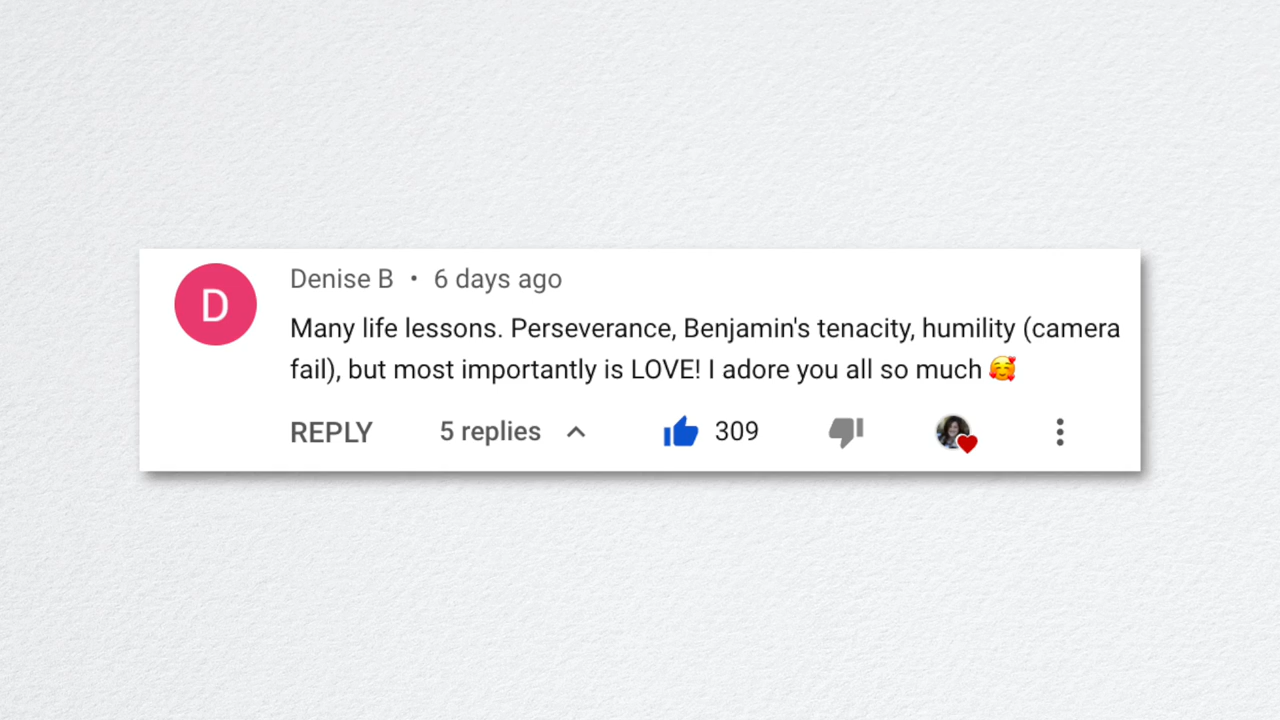 D
Denise B • 6 days ago
Many life lessons. Perseverance, Benjamin's tenacity, humility (camera
fail), but most importantly is LOVE! I adore you all so much 🥰
REPLY 5 replies 309